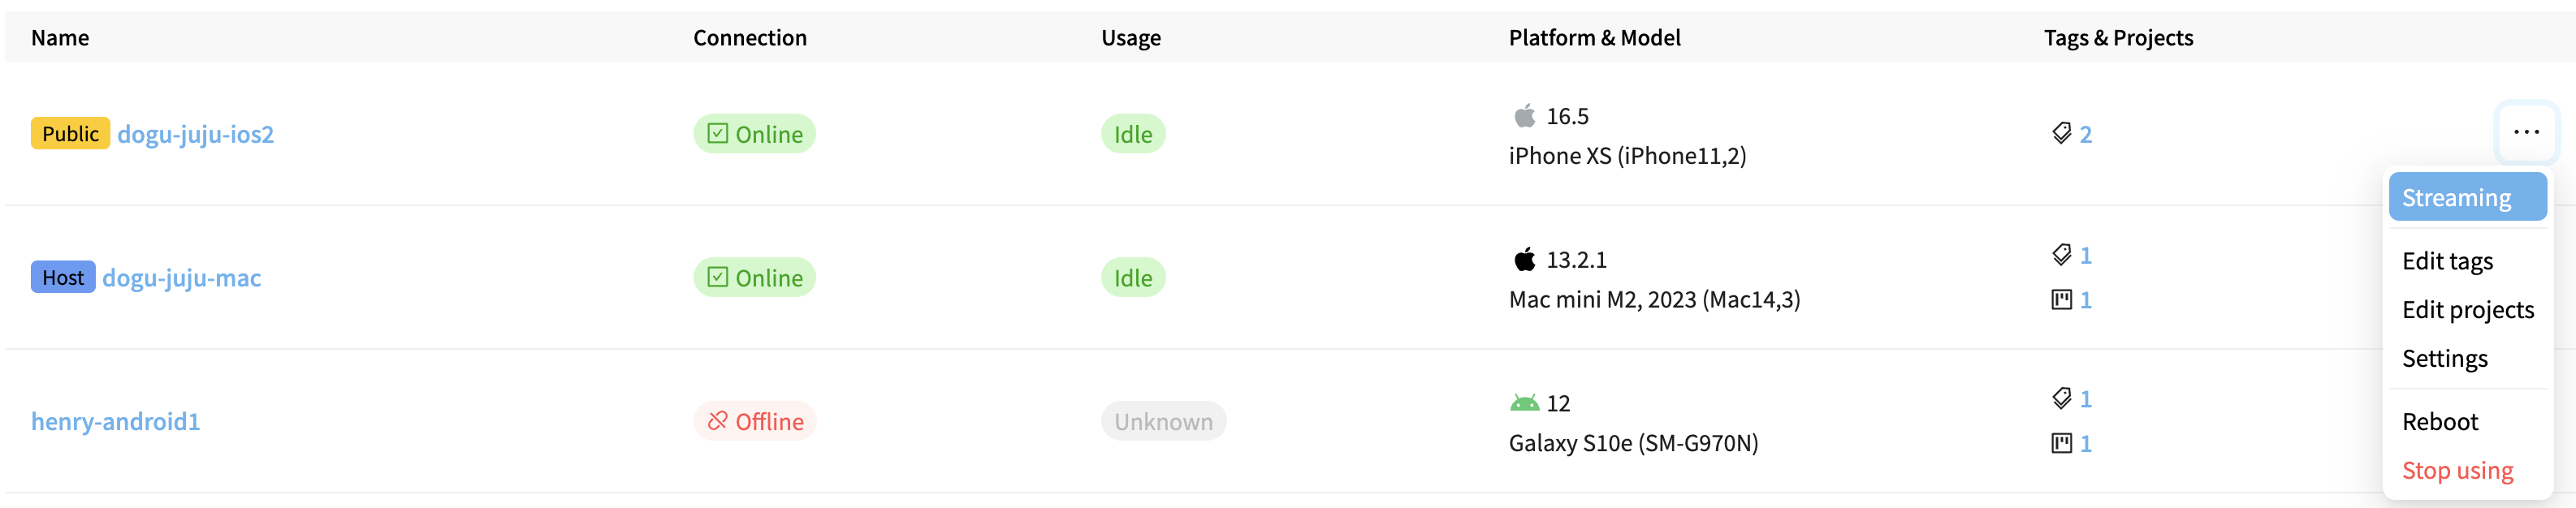 Name Connection Usage Platform & Model Tags & Projects
Public dogu-juju-ios2 Online Idle 16.5 2 ...
iPhone XS (iPhone11,2)
Streaming
Host dogu-juju-mac Online Idle 13.2.1 1
Mac mini M2, 2023 (Mac14,3) 1
Edit tags
Edit projects
Settings
henry-android1 Offline Unknown 12 1
Galaxy S10e (SM-G970N) 1
Reboot
Stop using